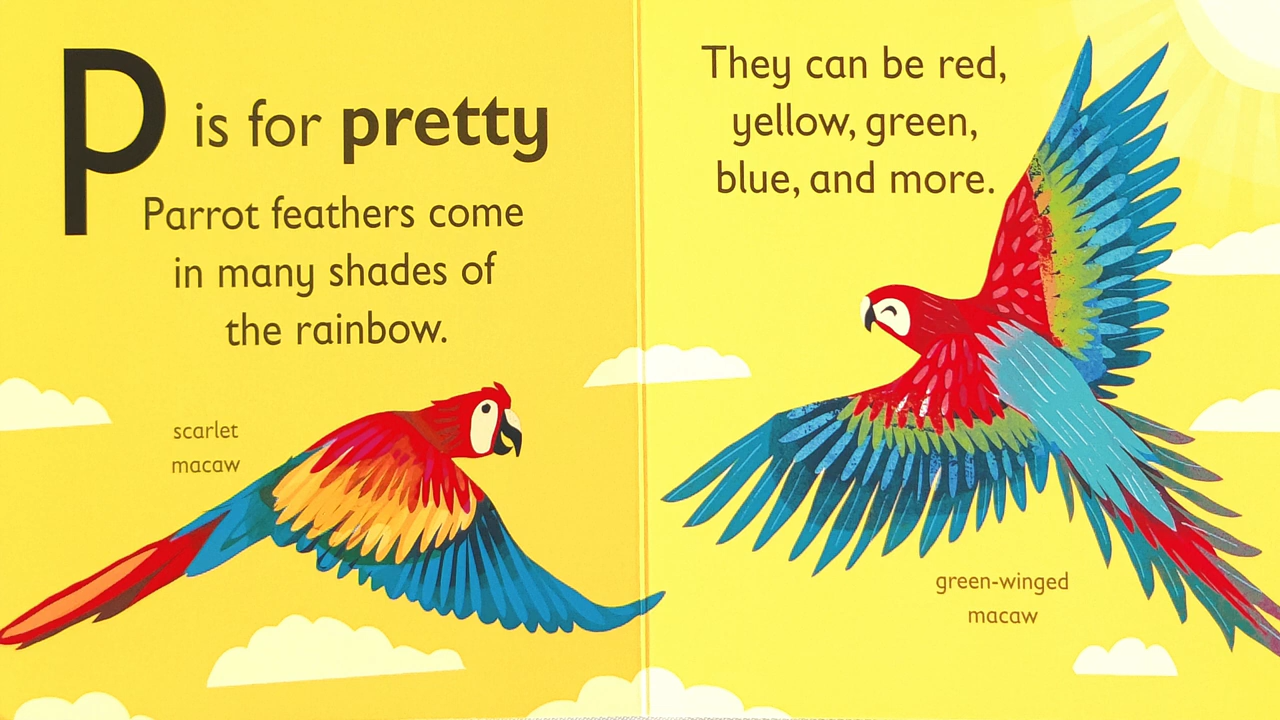 P is for pretty
Parrot feathers come
in many shades of
the rainbow.
scarlet
macaw
They can be red,
yellow, green,
blue, and more.
green-winged
macaw